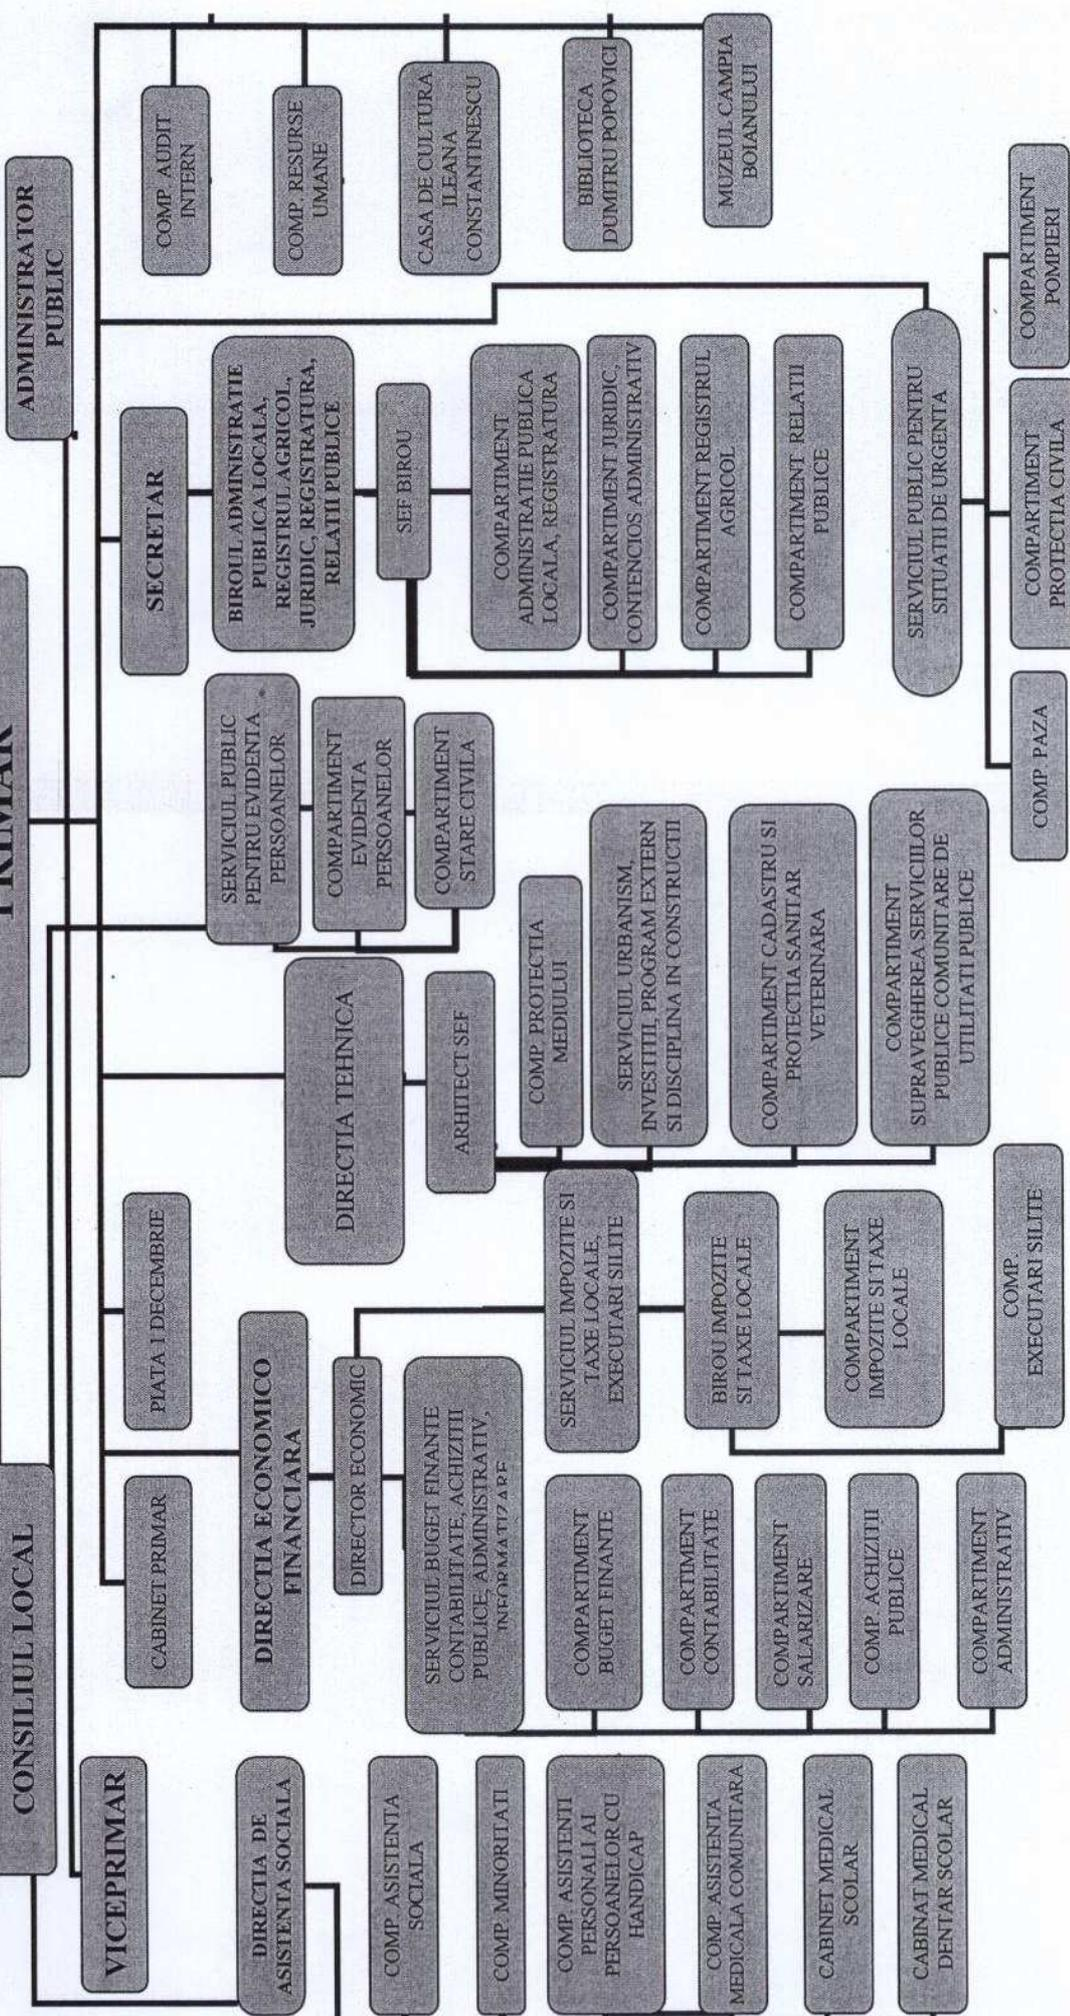 PRIMAR
CONSILIUL LOCAL
ADMINISTRATOR
PUBLIC
VICEPRIMAR
CABINET PRIMAR
PIATA 1 DECEMBRIE
SECRETAR
COMP. AUDIT
INTERN
COMP. RESURSE
UMANE
CASA DE CULTURA
ILEANA
CONSTANTINESCU
BIBLIOTECA
DUMITRU POPOVICI
MUZEUL CAMPIA
BOIANULUI
DIRECTIA DE
ASISTENTA SOCIALA
COMP. ASISTENTA
SOCIALA
COMP. MINORITATI
COMP. ASISTENTI
PERSONALI AI
PERSOANELOR CU
HANDICAP
COMP. ASISTENTA
MEDICALA COMUNITARA
CABINET MEDICAL
SCOLAR
CABINAT MEDICAL
DENTAR SCOLAR
DIRECTIA ECONOMICO
FINANCIARA
DIRECTOR ECONOMIC
SERVICIUL BUGET FINANTE
CONTABILITATE, ACHIZITII
PUBLICE, ADMINISTRATIV,
INFORMATIZARE
COMPARTIMENT
BUGET FINANTE
COMPARTIMENT
CONTABILITATE
COMPARTIMENT
SALARIZARE
COMP ACHIZITII
PUBLICE
COMPARTIMENT
ADMINISTRATIV
SERVICIUL IMPOZITE SI
TAXE LOCALE,
EXECUTARI SILITE
BIROU IMPOZITE
SI TAXE LOCALE
COMPARTIMENT
IMPOZITE SI TAXE
LOCALE
COMP.
EXECUTARI SILITE
DIRECTIA TEHNICA
ARHITECT SEF
COMP PROTECTIA
MEDIULUI
SERVICIUL URBANISM,
INVESTITII, PROGRAM EXTERN
SI DISCIPLINA IN CONSTRUCTII
COMPARTIMENT CADASTRU SI
PROTECTIA SANITAR
VETERINARA
COMPARTIMENT
SUPRAVEGHEREA SERVICIILOR
PUBLICE COMUNITARE DE
UTILITATI PUBLICE
SERVICIUL PUBLIC
PENTRU EVIDENTA
PERSOANELOR
COMPARTIMENT
EVIDENTA
PERSOANELOR
COMPARTIMENT
STARE CIVILA
BIROUL ADMINISTRATIE
PUBLICA LOCALA,
REGISTRUL AGRICOL,
JURIDIC, REGISTRATURA,
RELATII PUBLICE
SEF BIROU
COMPARTIMENT
ADMINISTRATIE PUBLICA
LOCALA, REGISTRATURA
COMPARTIMENT JURIDIC,
CONTENCIOS ADMINISTRATIV
COMPARTIMENT REGISTRUL
AGRICOL
COMPARTIMENT RELATII
PUBLICE
SERVICIUL PUBLIC PENTRU
SITUATII DE URGENTA
COMP. PAZA
COMPARTIMENT
PROTECTIA CIVILA
COMPARTIMENT
POMPIERI